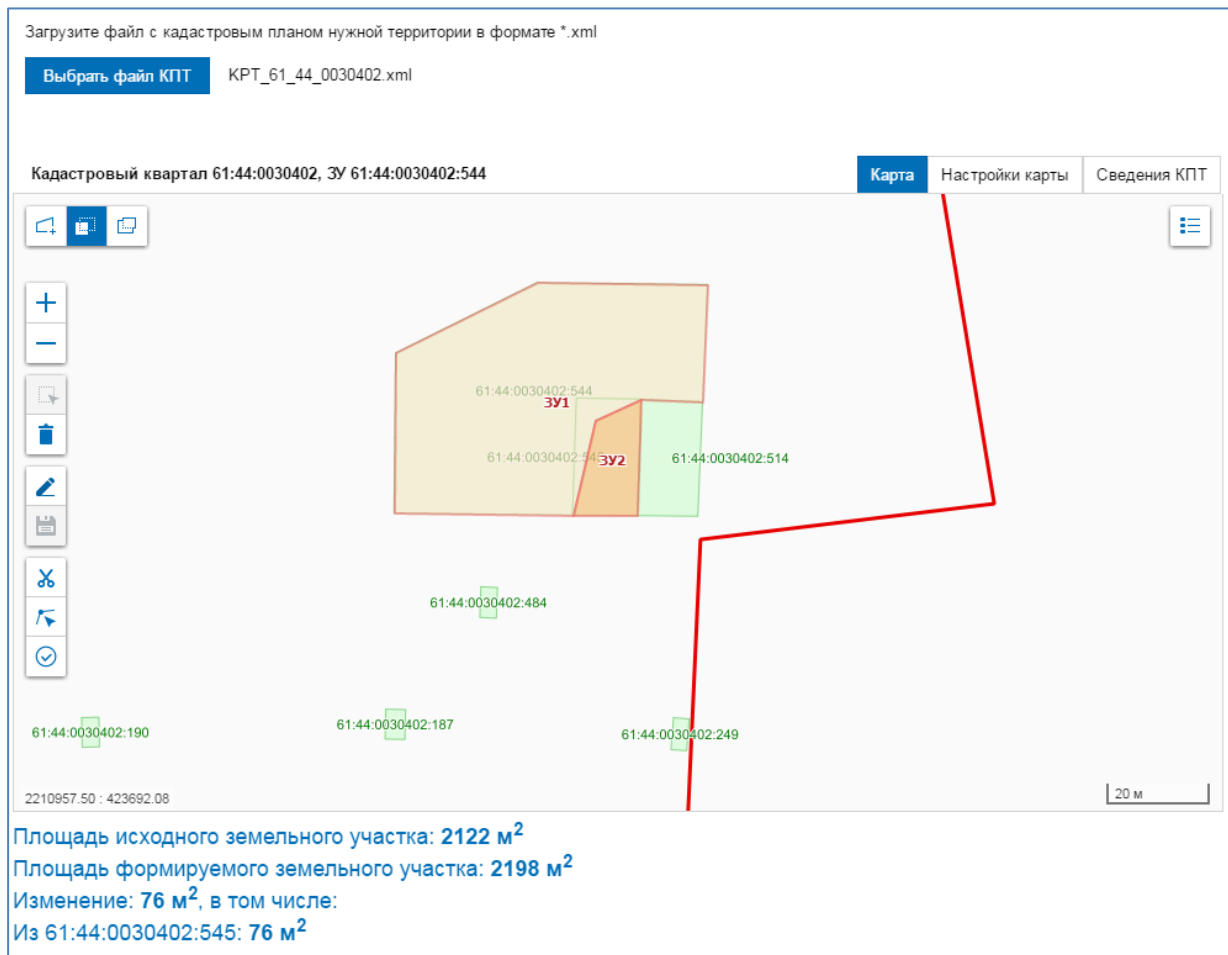 Загрузите файл с кадастровым планом нужной территории в формате *.xml
Выбрать файл КПТ KPT_61_44_0030402.xml
Кадастровый квартал 61:44:0030402, ЗУ 61:44:0030402:544
Карта Настройки карты Сведения КПТ
61:44:0030402:544
ЗУ1
61:44:0030402:545
ЗУ2
61:44:0030402:514
61:44:0030402:484
61:44:0030402:187
61:44:0030402:190
61:44:0030402:249
2210957.50 : 423692.08
20 м
Площадь исходного земельного участка: 2122 м²
Площадь формируемого земельного участка: 2198 м²
Изменение: 76 м², в том числе:
Из 61:44:0030402:545: 76 м²